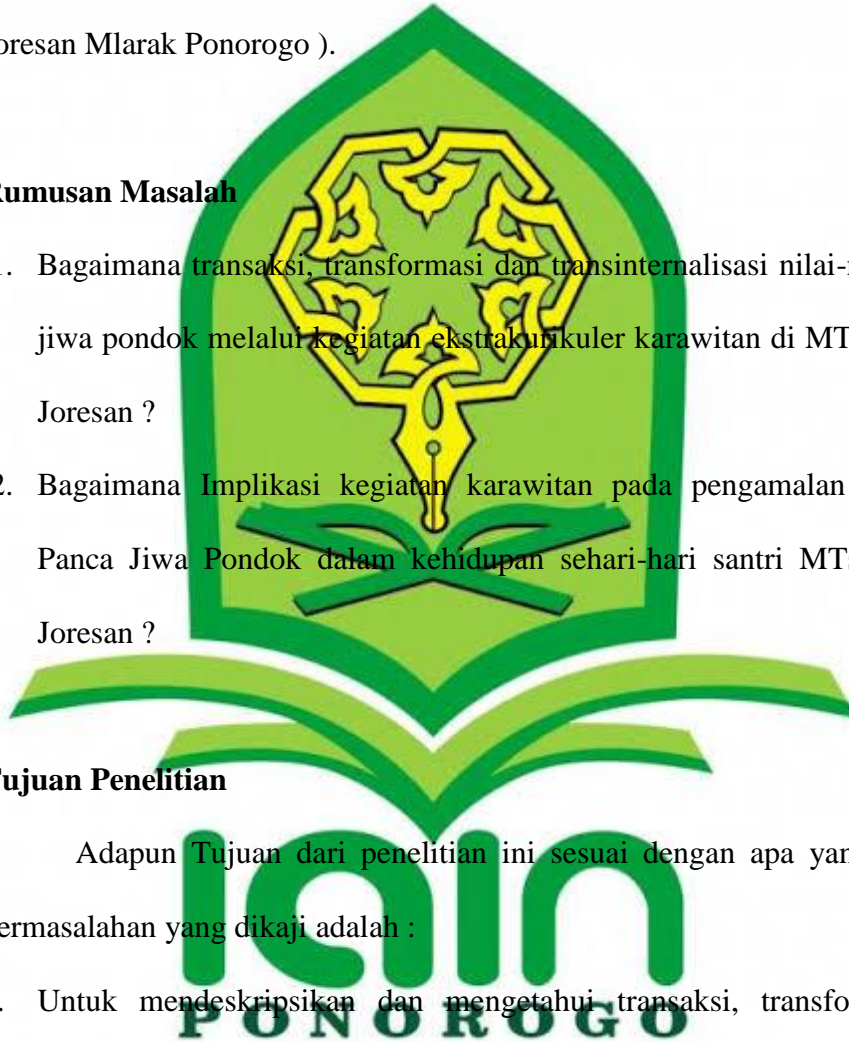 oresan Mlarak Ponorogo ).
Rumusan Masalah
1. Bagaimana transaksi, transformasi dan transinternalisasi nilai-
jiwa pondok melalui kegiatan ekstrakurikuler karawitan di MT
Joresan ?
2. Bagaimana Implikasi kegiatan karawitan pada pengamalan
Panca Jiwa Pondok dalam kehidupan sehari-hari santri MTs
Joresan ?
Tujuan Penelitian
Adapun Tujuan dari penelitian ini sesuai dengan apa yan
ermasalahan yang dikaji adalah :
. Untuk mendeskripsikan dan mengetahui transaksi, transfo
iain
PONOROGO